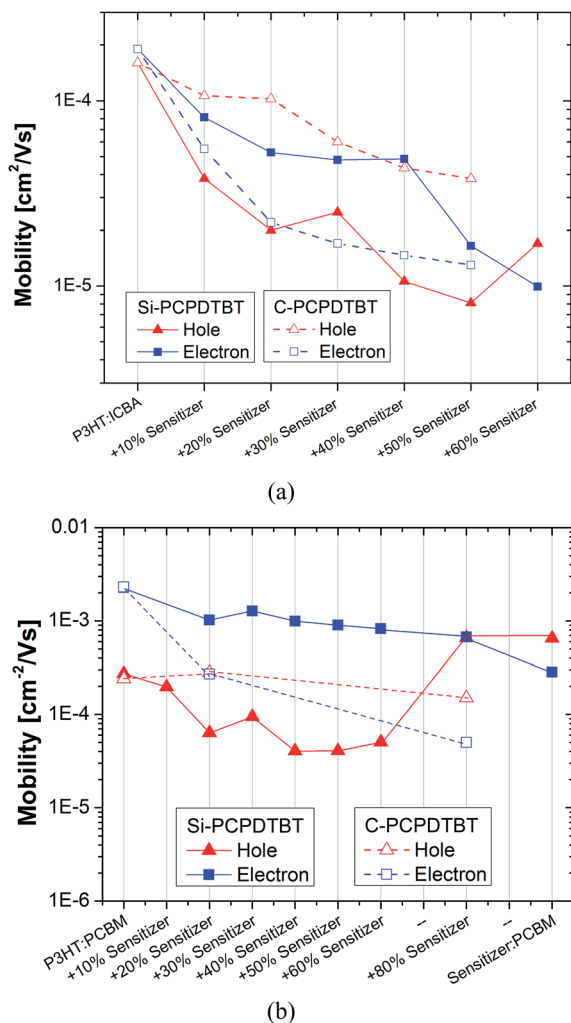 Mobility [cm²/Vs]
1E-4
1E-5
Si-PCPDTBT
Hole
Electron
C-PCPDTBT
Hole
Electron
P3HT:ICBA
+10% Sensitizer
+20% Sensitizer
+30% Sensitizer
+40% Sensitizer
+50% Sensitizer
+60% Sensitizer
(a)
Mobility [cm⁻²/Vs]
0.01
1E-3
1E-4
1E-5
1E-6
Si-PCPDTBT
Hole
Electron
C-PCPDTBT
Hole
Electron
P3HT:PCBM
+10% Sensitizer
+20% Sensitizer
+30% Sensitizer
+40% Sensitizer
+50% Sensitizer
+60% Sensitizer
--
+80% Sensitizer
--
Sensitizer:PCBM
(b)